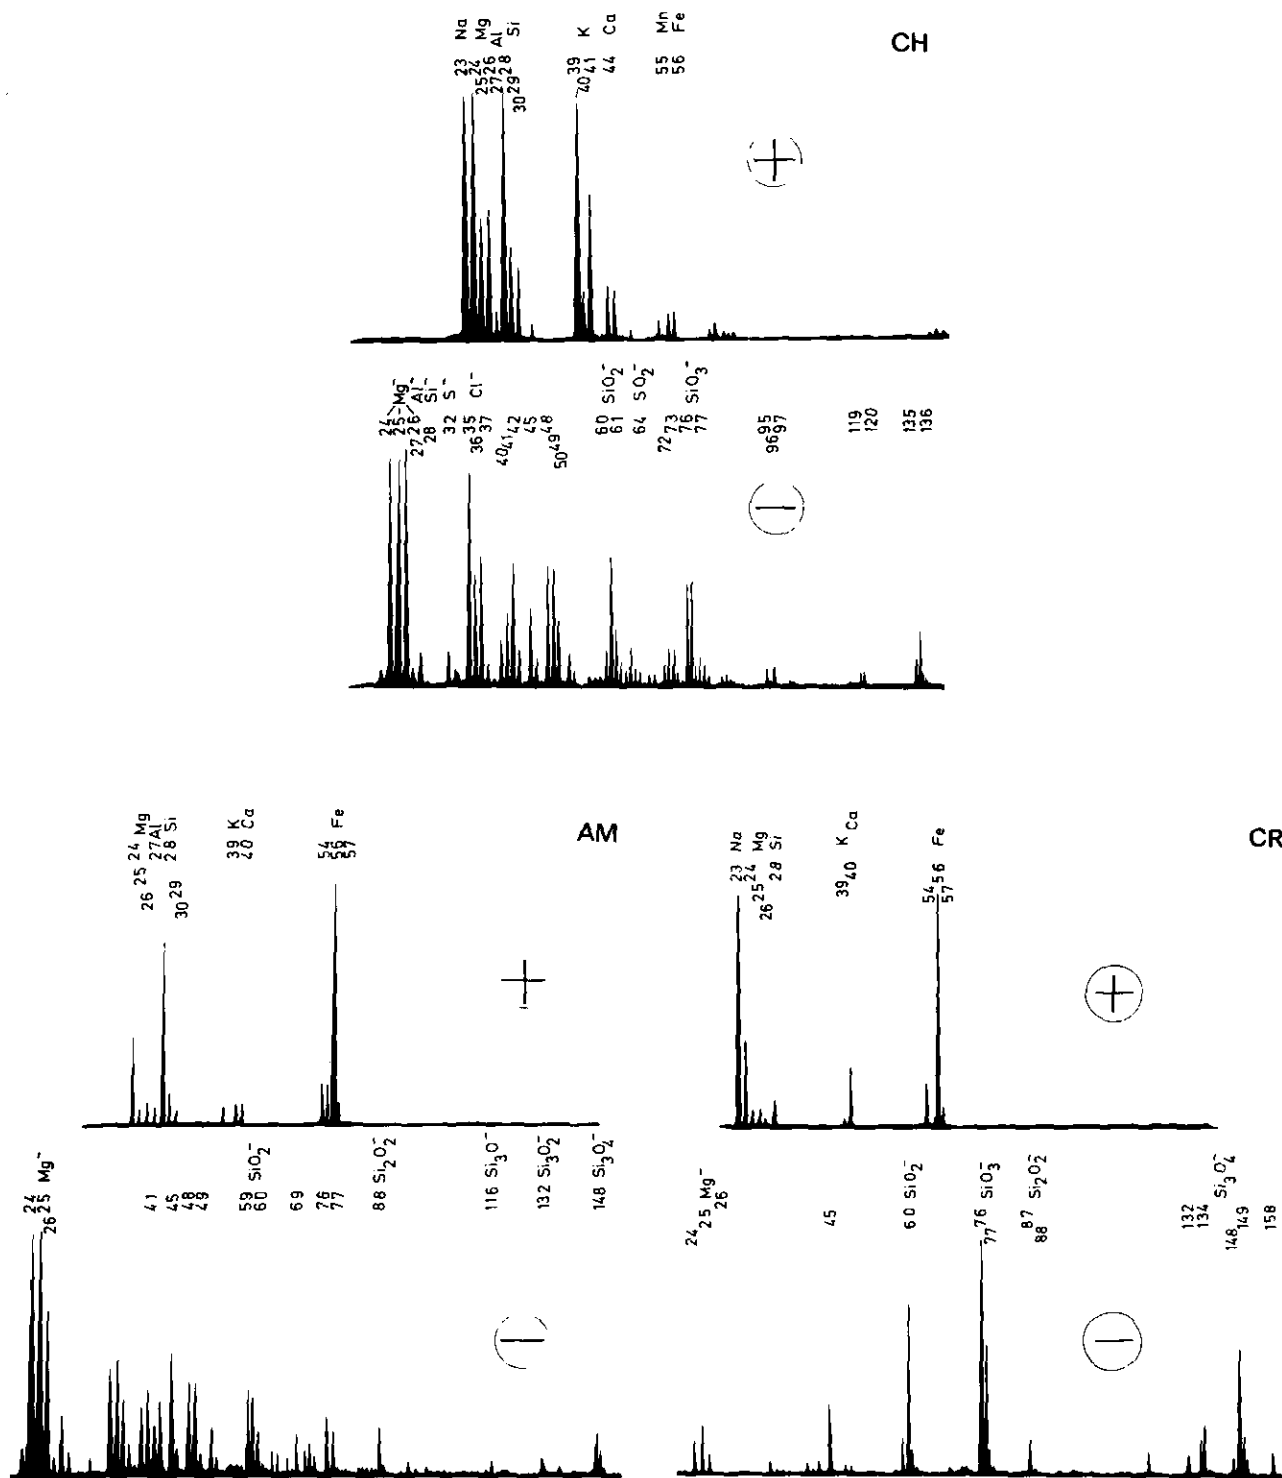 CH
23 Na
24 Mg
25 26
27 Al
28 Si
29
30
39 K
40 41
44 Ca
55 Mn
56 Fe
+
24
25 Mg⁻
26
27 Al⁻
28 Si⁻
32 S⁻
35 Cl⁻
36 37
40 41 42
45
48
49
50
60 SiO₂⁻
61
64 SO₂⁻
72 73
76 SiO₃⁻
77
95
96 97
119
120
135
136
−
AM
24 Mg
25
26
27 Al
28 Si
29
30
39 K
40 Ca
54
56 Fe
57
+
24
25 Mg⁻
26
41
45
48
49
59
60 SiO₂⁻
69
76
77
88 Si₂O₂⁻
116 Si₃O⁻
132 Si₃O₂⁻
148 Si₃O₄⁻
−
CR
23 Na
24 Mg
25
26
28 Si
39 K
40 Ca
54
56 Fe
57
+
24
25 Mg⁻
26
45
60 SiO₂⁻
76 SiO₃⁻
77
87 Si₂O₂⁻
88
132
134
148 Si₃O₄⁻
149
158
−